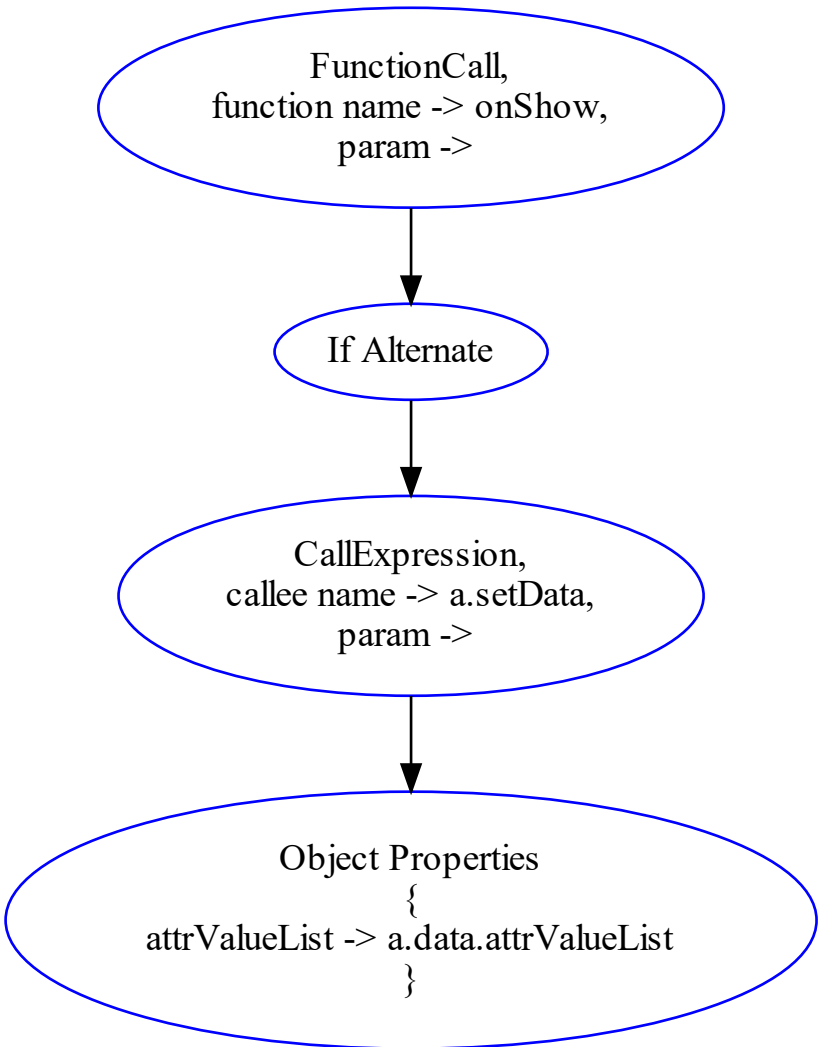 FunctionCall,
function name -> onShow,
param ->
If Alternate
CallExpression,
callee name -> a.setData,
param ->
Object Properties
{
attrValueList -> a.data.attrValueList
}